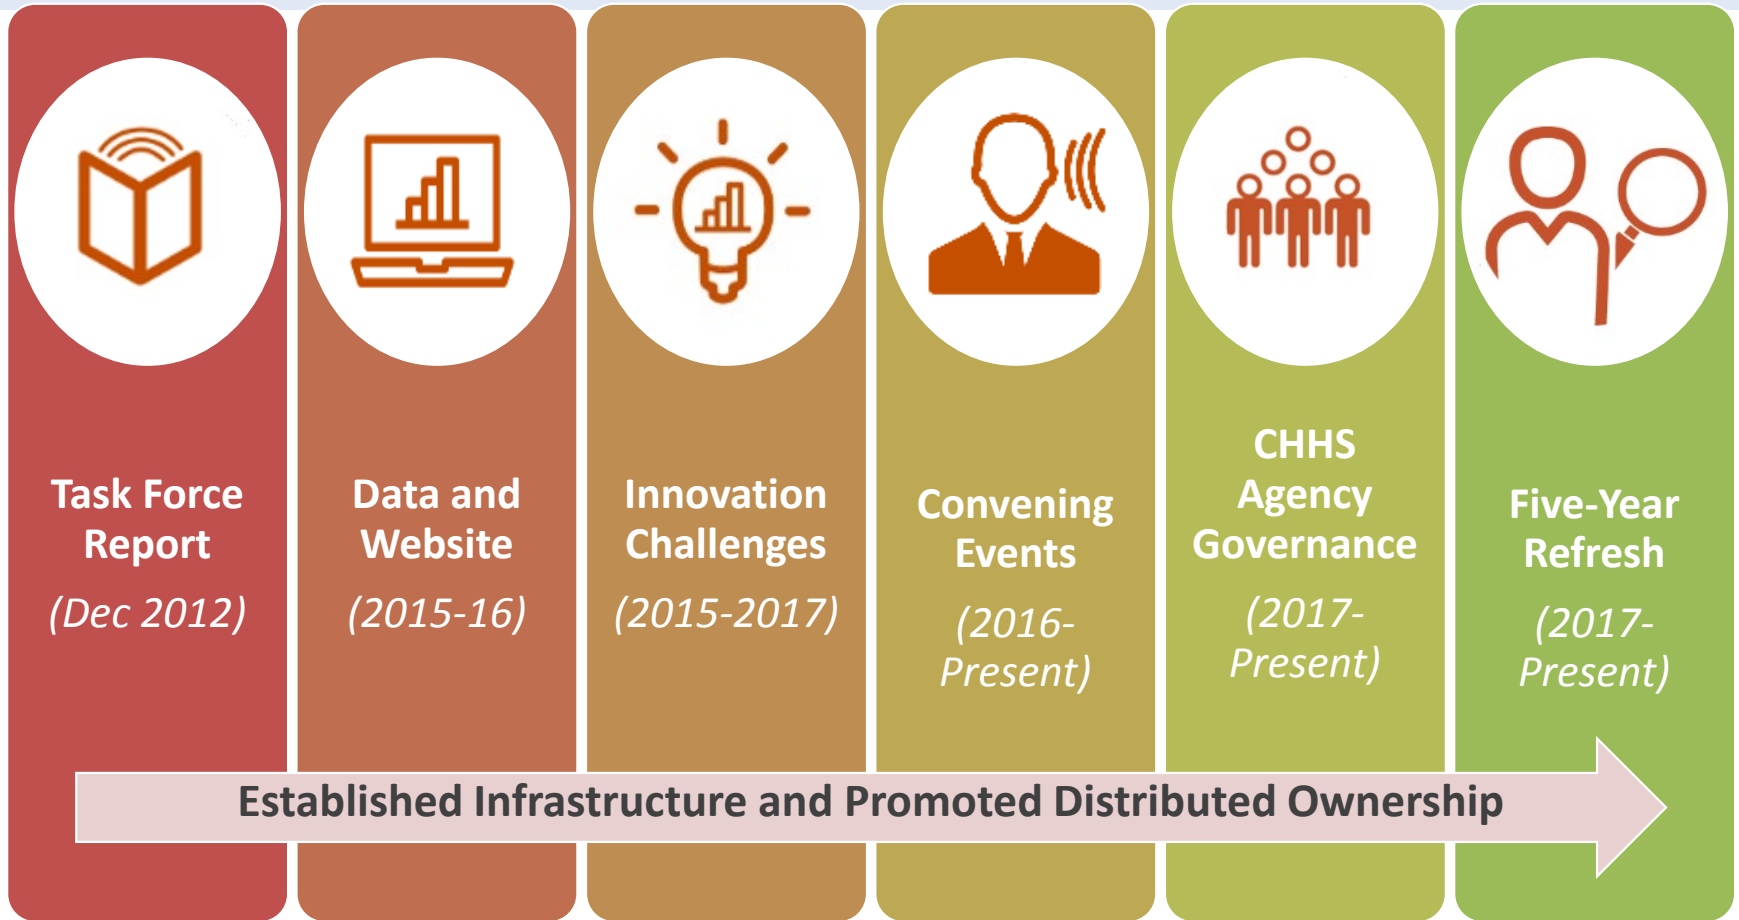 Task Force
Report
(Dec 2012)
Data and
Website
(2015-16)
Innovation
Challenges
(2015-2017)
Convening
Events
(2016-
Present)
CHHS
Agency
Governance
(2017-
Present)
Five-Year
Refresh
(2017-
Present)
Established Infrastructure and Promoted Distributed Ownership